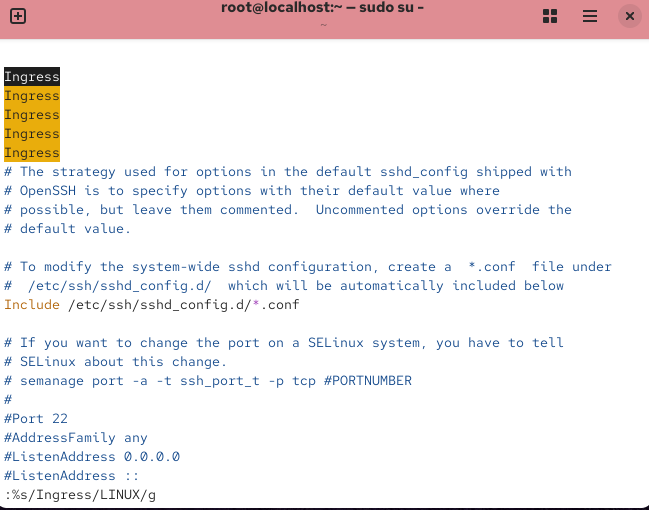 root@localhost:~ — sudo su -
~
Ingress
Ingress
Ingress
Ingress
Ingress
# The strategy used for options in the default sshd_config shipped with
# OpenSSH is to specify options with their default value where
# possible, but leave them commented.  Uncommented options override the
# default value.
# To modify the system-wide sshd configuration, create a  *.conf  file under
#  /etc/ssh/sshd_config.d/  which will be automatically included below
Include /etc/ssh/sshd_config.d/*.conf
# If you want to change the port on a SELinux system, you have to tell
# SELinux about this change.
# semanage port -a -t ssh_port_t -p tcp #PORTNUMBER
#
#Port 22
#AddressFamily any
#ListenAddress 0.0.0.0
#ListenAddress ::
:%s/Ingress/LINUX/g